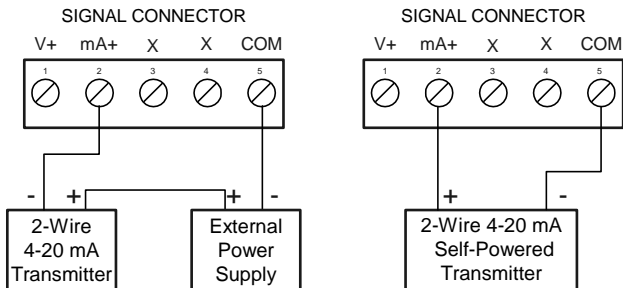 SIGNAL CONNECTOR
V+ mA+ X X COM
1 2 3 4 5
- + + -
2-Wire
4-20 mA
Transmitter
External
Power
Supply
SIGNAL CONNECTOR
V+ mA+ X X COM
1 2 3 4 5
+ -
2-Wire 4-20 mA
Self-Powered
Transmitter